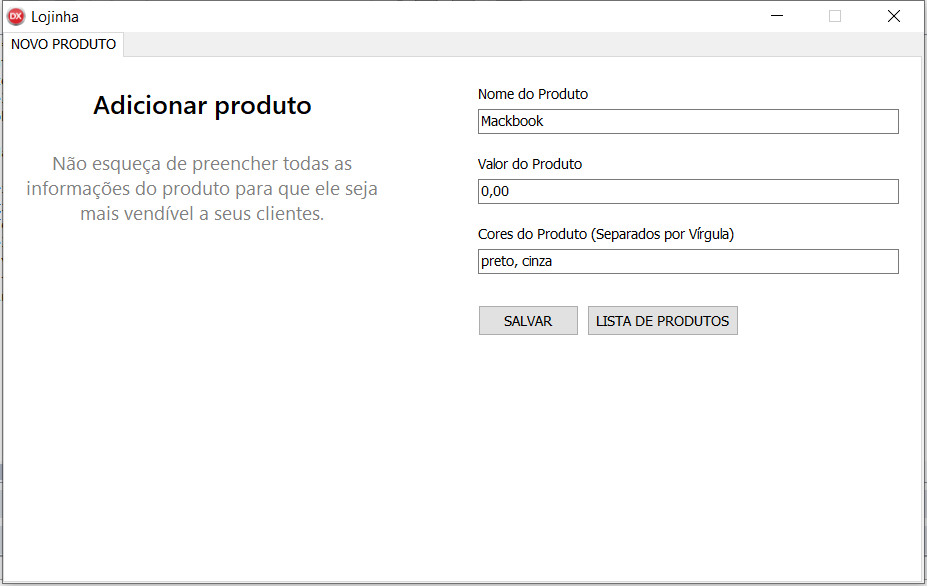 DX Lojinha
NOVO PRODUTO
Adicionar produto
Não esqueça de preencher todas as
informações do produto para que ele seja
mais vendível a seus clientes.
Nome do Produto
Mackbook
Valor do Produto
0,00
Cores do Produto (Separados por Vírgula)
preto, cinza
SALVAR LISTA DE PRODUTOS